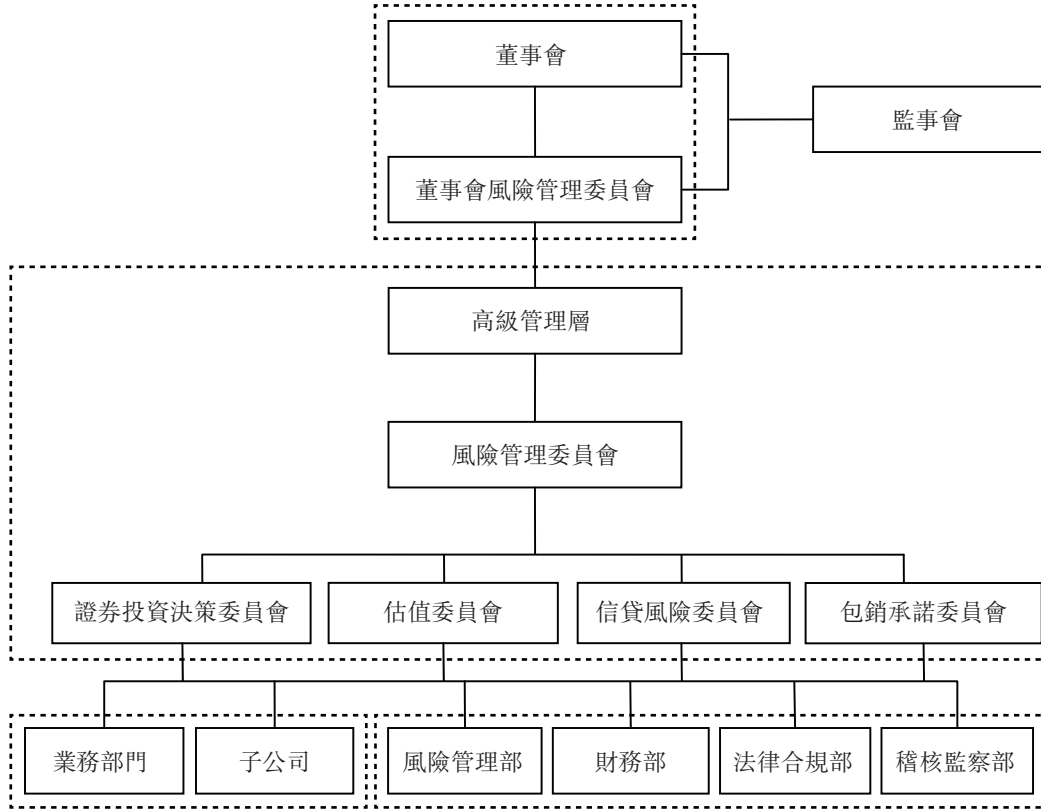 董事會
監事會
董事會風險管理委員會
高級管理層
風險管理委員會
證券投資決策委員會
估值委員會
信貸風險委員會
包銷承諾委員會
業務部門
子公司
風險管理部
財務部
法律合規部
稽核監察部